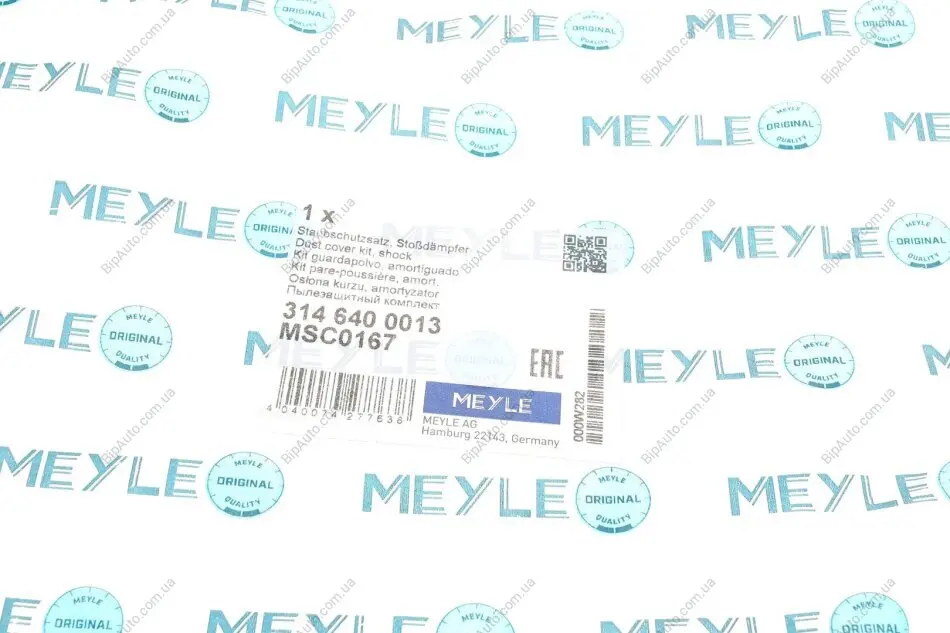 MEYLE
ORIGINAL
QUALITY
1 x
Staubschutzsatz, Stoßdämpfer
Dust cover kit, shock
Kit guardapolvo, amortiguado
Kit pare-poussière, amort.
Osłona kurzu, amortyzator
Пылезащитный комплект
314 640 0013
MSC0167
EAC
4 040074 277638
MEYLE
MEYLE AG
Hamburg 22143, Germany
000W282
BipAuto.com.ua